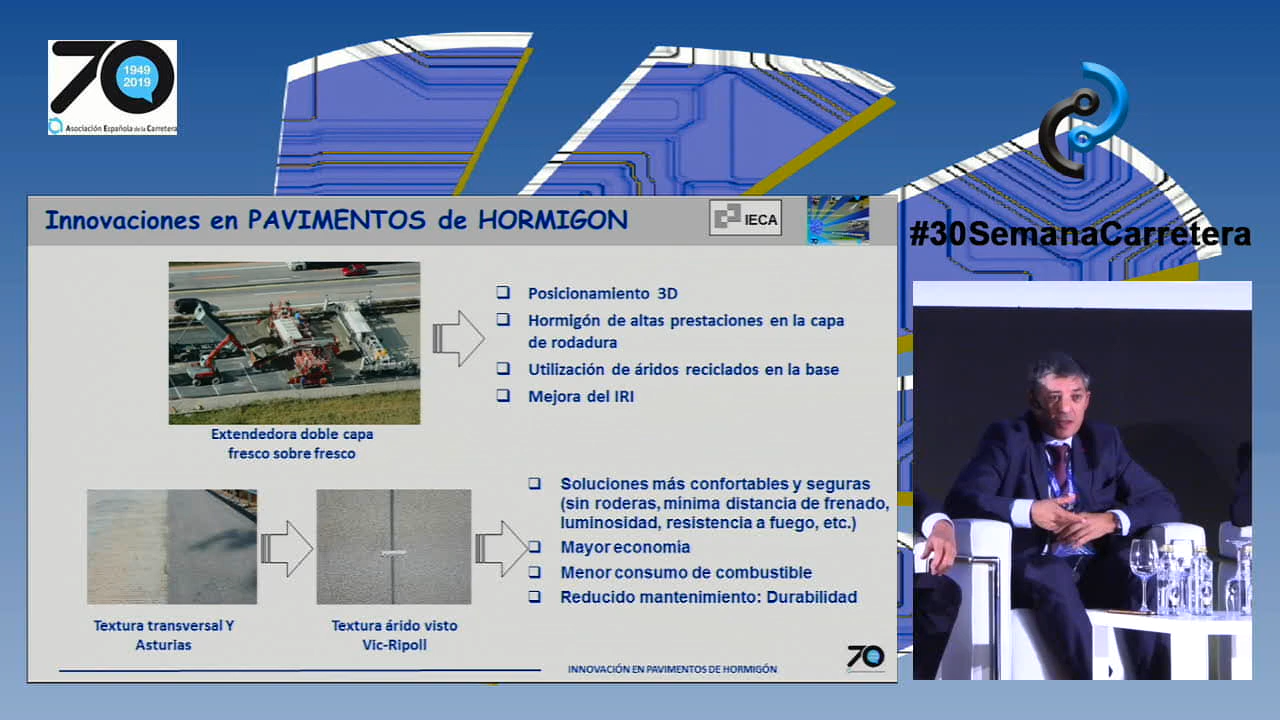 70
1949
2019
Asociación Española de la Carretera
#30SemanaCarretera
Innovaciones en PAVIMENTOS de HORMIGON
IECA
Posicionamiento 3D
Hormigón de altas prestaciones en la capa
de rodadura
Utilización de áridos reciclados en la base
Mejora del IRI
Extendedora doble capa
fresco sobre fresco
Soluciones más confortables y seguras
(sin roderas, mínima distancia de frenado,
luminosidad, resistencia a fuego, etc.)
Mayor economía
Menor consumo de combustible
Reducido mantenimiento: Durabilidad
Textura transversal Y
Asturias
Textura árido visto
Vic-Ripoll
INNOVACIÓN EN PAVIMENTOS DE HORMIGÓN
70